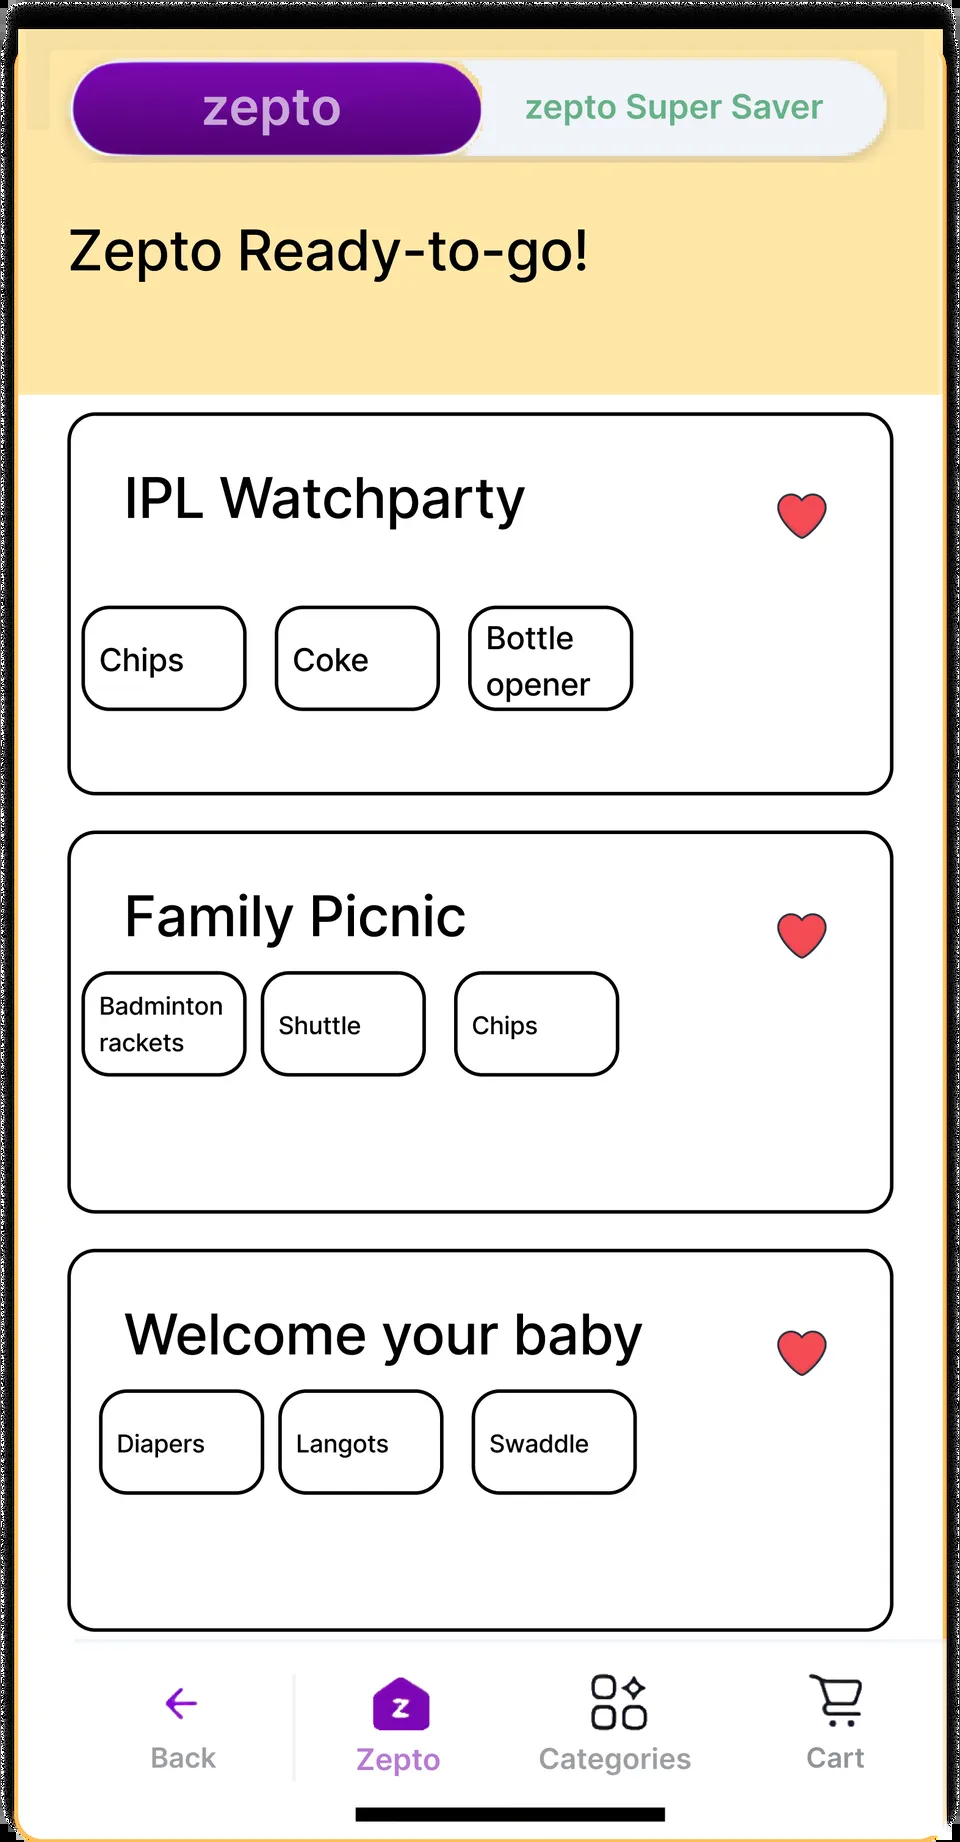 zepto
zepto Super Saver
Zepto Ready-to-go!
IPL Watchparty
Chips
Coke
Bottle
opener
Family Picnic
Badminton
rackets
Shuttle
Chips
Welcome your baby
Diapers
Langots
Swaddle
z
Back
Zepto
Categories
Cart